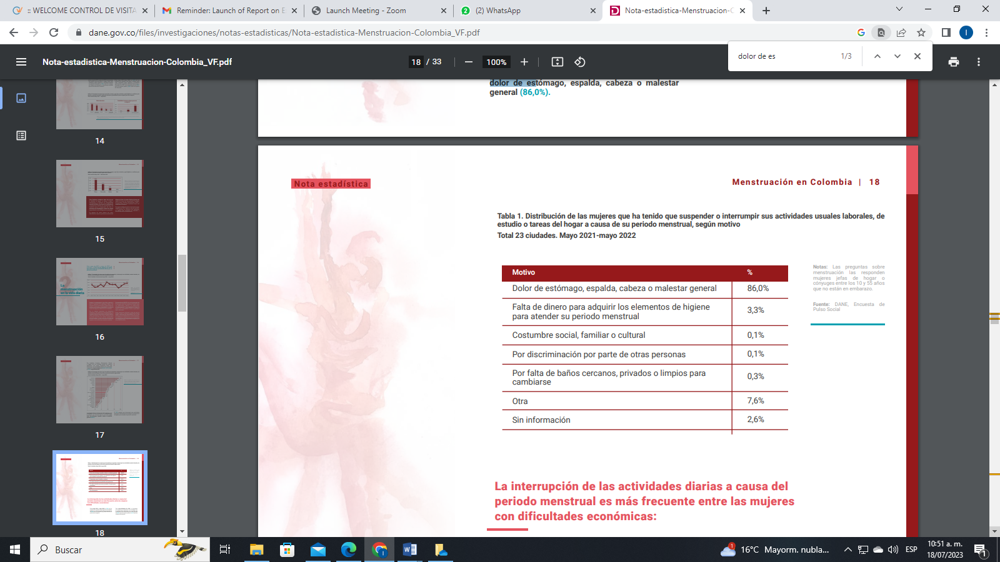 :: WELCOME CONTROL DE VISITA
Reminder: Launch of Report on E
Launch Meeting - Zoom
(2) WhatsApp
Nota-estadistica-Menstruacion-C
dane.gov.co/files/investigaciones/notas-estadisticas/Nota-estadistica-Menstruacion-Colombia_VF.pdf
dolor de es 1/3
Nota-estadistica-Menstruacion-Colombia_VF.pdf 18 / 33 100%
dolor de estómago, espalda, cabeza o malestar
general (86,0%).
14
15
16
17
18
Nota estadística
Menstruación en Colombia | 18
Tabla 1. Distribución de las mujeres que ha tenido que suspender o interrumpir sus actividades usuales laborales, de
estudio o tareas del hogar a causa de su periodo menstrual, según motivo
Total 23 ciudades. Mayo 2021-mayo 2022
Motivo %
Dolor de estómago, espalda, cabeza o malestar general 86,0%
Falta de dinero para adquirir los elementos de higiene
para atender su periodo menstrual 3,3%
Costumbre social, familiar o cultural 0,1%
Por discriminación por parte de otras personas 0,1%
Por falta de baños cercanos, privados o limpios para
cambiarse 0,3%
Otra 7,6%
Sin información 2,6%
Notas: Las preguntas sobre
menstruación las responden
mujeres jefas de hogar o
cónyuges entre los 10 y 55 años
que no están en embarazo.
Fuente: DANE, Encuesta de
Pulso Social
La interrupción de las actividades diarias a causa del
periodo menstrual es más frecuente entre las mujeres
con dificultades económicas:
Buscar
16°C Mayorm. nubla...
ESP
10:51 a. m.
18/07/2023
1